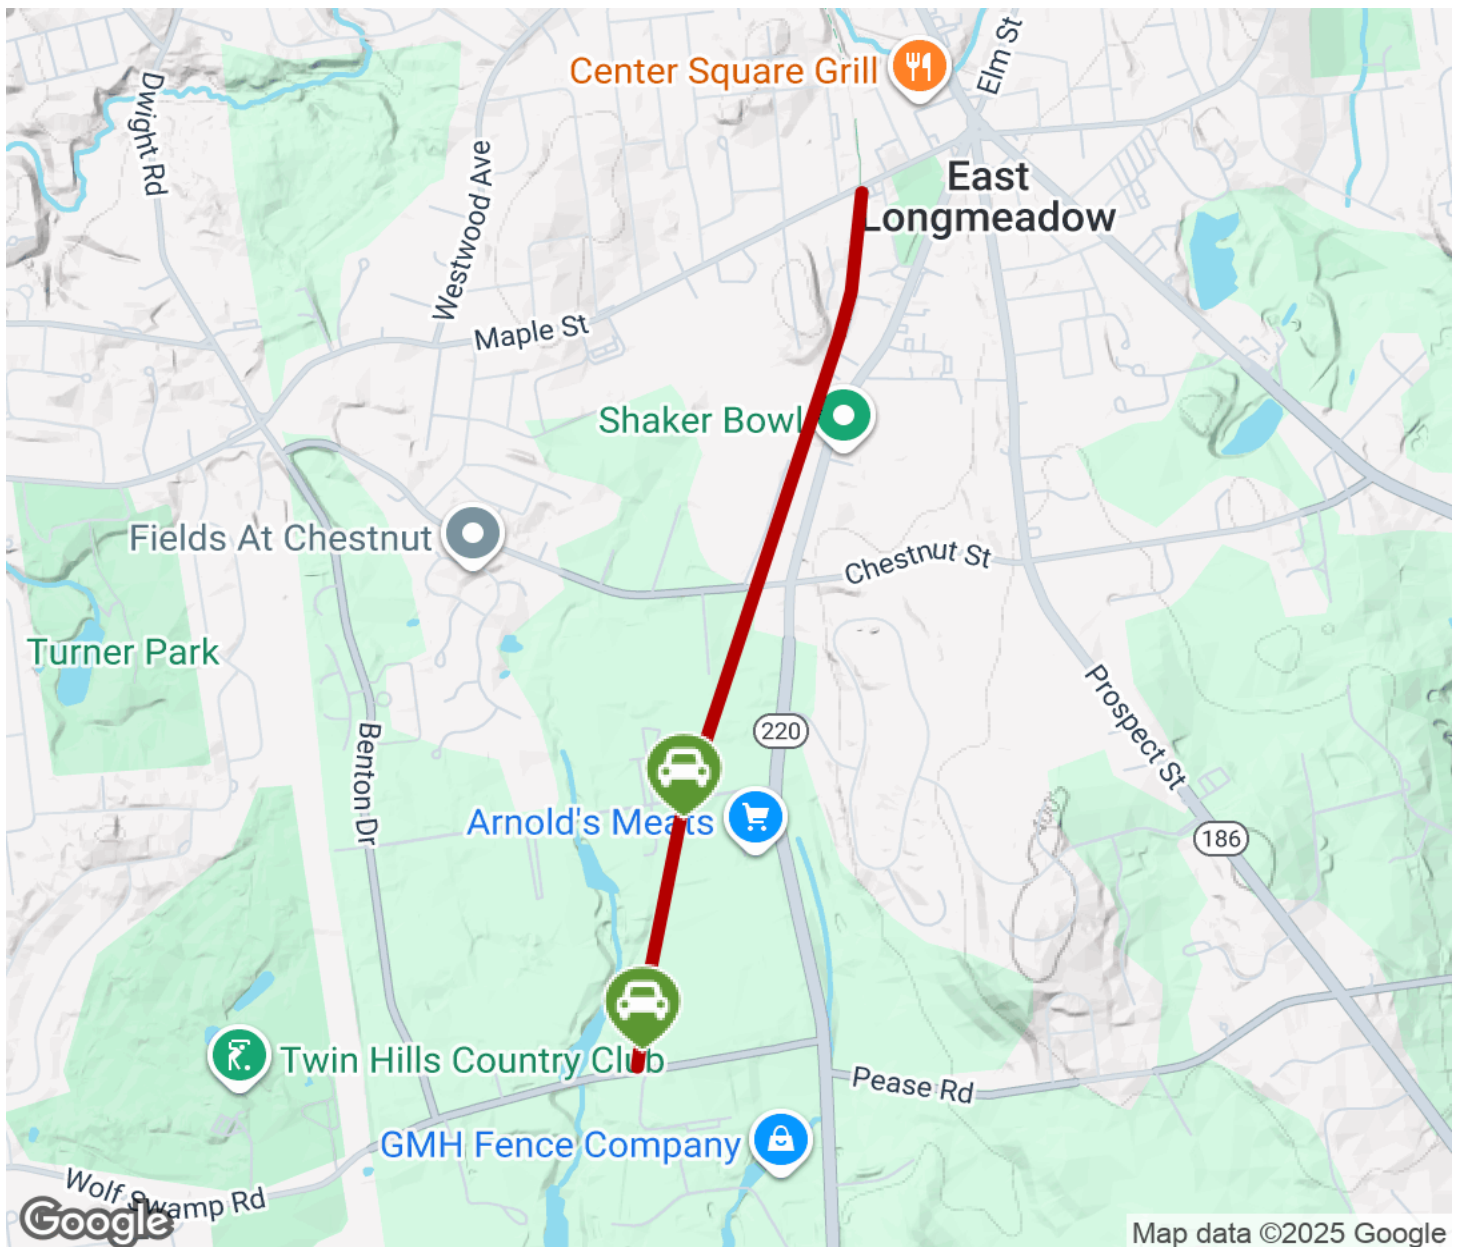 Center Square Grill
Elm St
Dwight Rd
Westwood Ave
East
Longmeadow
Maple St
Shaker Bowl
Fields At Chestnut
Chestnut St
Turner Park
Prospect St
220
Benton Dr
Arnold's Meats
186
Twin Hills Country Club
Pease Rd
GMH Fence Company
Wolf Swamp Rd
Google
Map data ©2025 Google